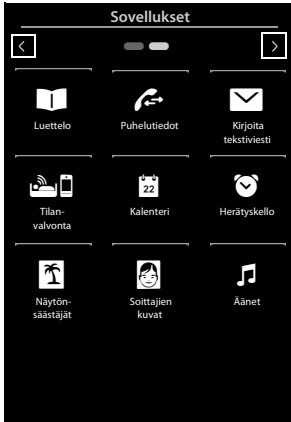 Sovellukset
Luettelo
Puhelutiedot
Kirjoita
tekstiviesti
Tilan-
valvonta
22
Kalenteri
Herätyskello
Näytön-
säästäjät
Soittajien
kuvat
Äänet